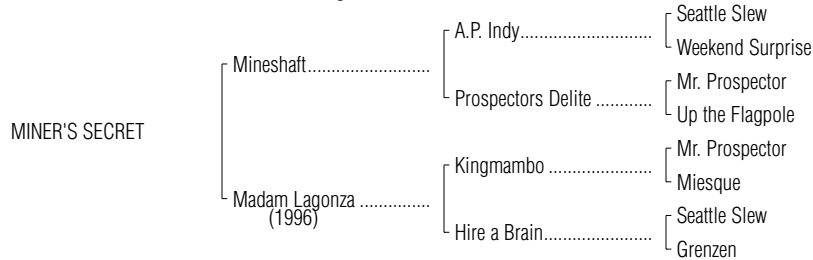 Seattle Slew
A.P. Indy...........................
Weekend Surprise
Mineshaft..........................
Mr. Prospector
Prospectors Delite ............
Up the Flagpole
MINER'S SECRET
Mr. Prospector
Kingmambo ......................
Miesque
Madam Lagonza ...............
(1996)
Seattle Slew
Hire a Brain.......................
Grenzen